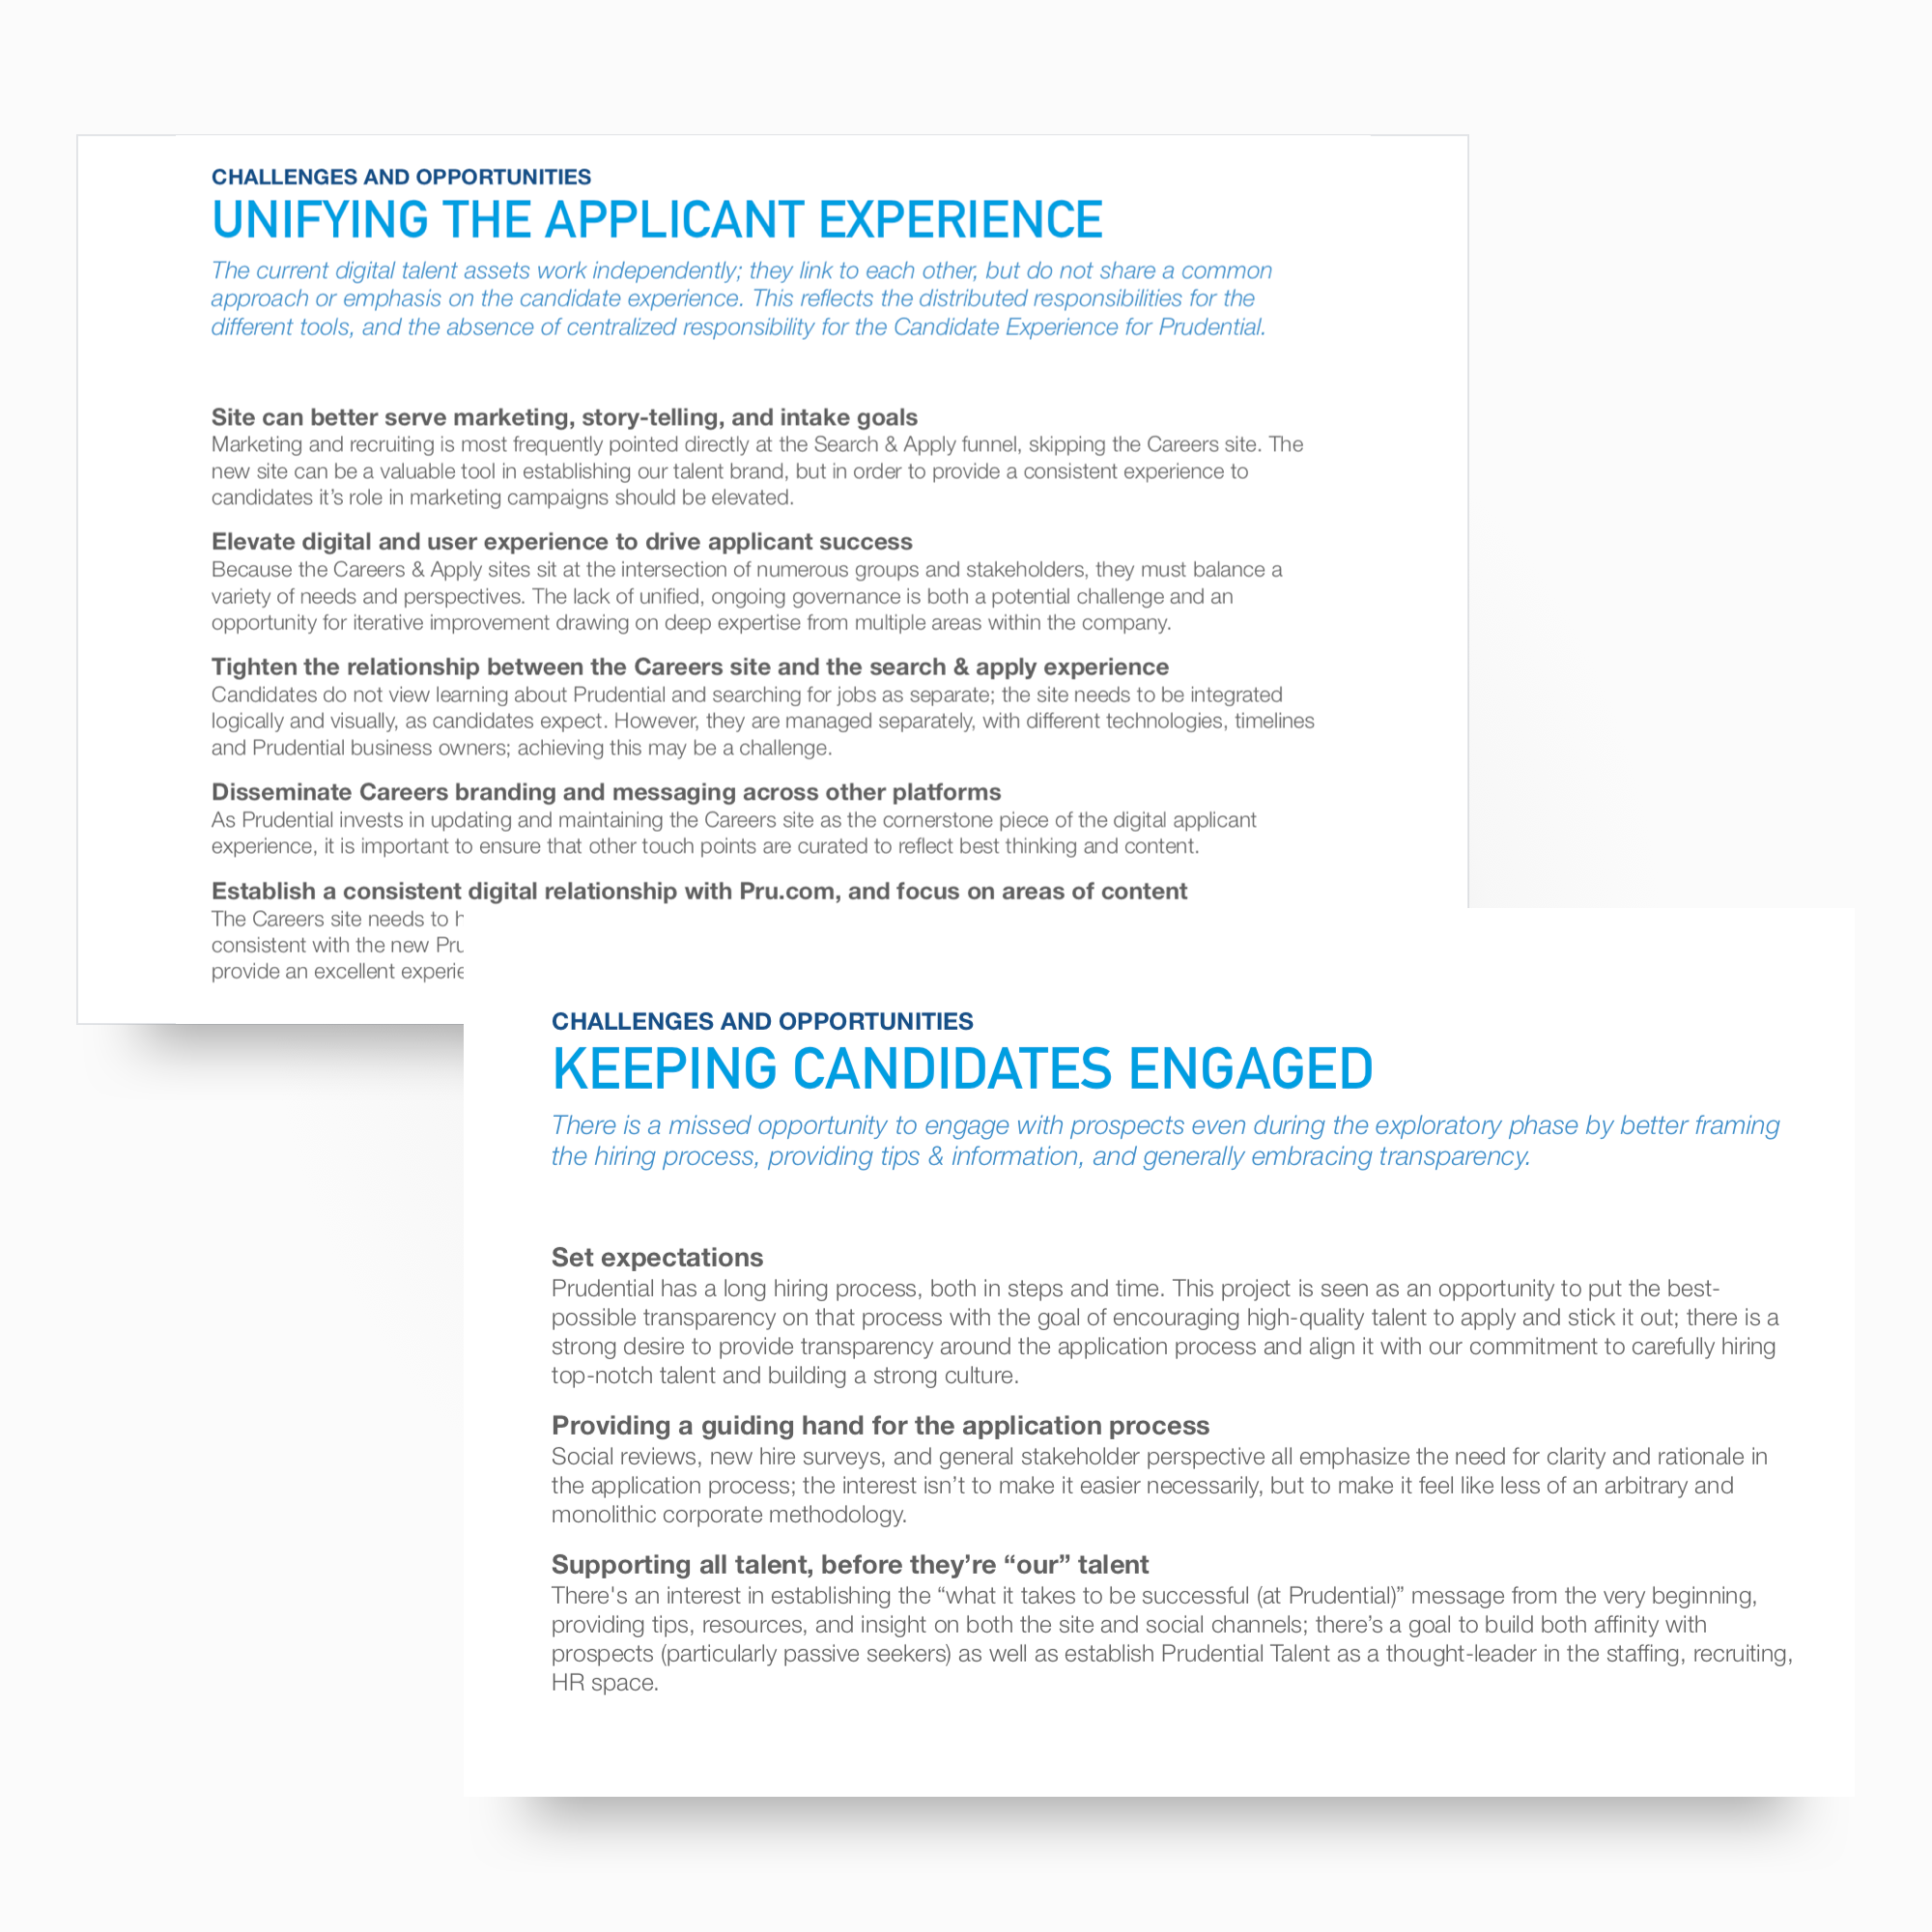 CHALLENGES AND OPPORTUNITIES
UNIFYING THE APPLICANT EXPERIENCE
The current digital talent assets work independently; they link to each other, but do not share a common
approach or emphasis on the candidate experience. This reflects the distributed responsibilities for the
different tools, and the absence of centralized responsibility for the Candidate Experience for Prudential.
Site can better serve marketing, story-telling, and intake goals
Marketing and recruiting is most frequently pointed directly at the Search & Apply funnel, skipping the Careers site. The
new site can be a valuable tool in establishing our talent brand, but in order to provide a consistent experience to
candidates it’s role in marketing campaigns should be elevated.
Elevate digital and user experience to drive applicant success
Because the Careers & Apply sites sit at the intersection of numerous groups and stakeholders, they must balance a
variety of needs and perspectives. The lack of unified, ongoing governance is both a potential challenge and an
opportunity for iterative improvement drawing on deep expertise from multiple areas within the company.
Tighten the relationship between the Careers site and the search & apply experience
Candidates do not view learning about Prudential and searching for jobs as separate; the site needs to be integrated
logically and visually, as candidates expect. However, they are managed separately, with different technologies, timelines
and Prudential business owners; achieving this may be a challenge.
Disseminate Careers branding and messaging across other platforms
As Prudential invests in updating and maintaining the Careers site as the cornerstone piece of the digital applicant
experience, it is important to ensure that other touch points are curated to reflect best thinking and content.
Establish a consistent digital relationship with Pru.com, and focus on areas of content
The Careers site needs to
consistent with the new
provide an excellent
CHALLENGES AND OPPORTUNITIES
KEEPING CANDIDATES ENGAGED
There is a missed opportunity to engage with prospects even during the exploratory phase by better framing
the hiring process, providing tips & information, and generally embracing transparency.
Set expectations
Prudential has a long hiring process, both in steps and time. This project is seen as an opportunity to put the best-
possible transparency on that process with the goal of encouraging high-quality talent to apply and stick it out; there is a
strong desire to provide transparency around the application process and align it with our commitment to carefully hiring
top-notch talent and building a strong culture.
Providing a guiding hand for the application process
Social reviews, new hire surveys, and general stakeholder perspective all emphasize the need for clarity and rationale in
the application process; the interest isn’t to make it easier necessarily, but to make it feel like less of an arbitrary and
monolithic corporate methodology.
Supporting all talent, before they’re “our” talent
There's an interest in establishing the “what it takes to be successful (at Prudential)” message from the very beginning,
providing tips, resources, and insight on both the site and social channels; there’s a goal to build both affinity with
prospects (particularly passive seekers) as well as establish Prudential Talent as a thought-leader in the staffing, recruiting,
HR space.